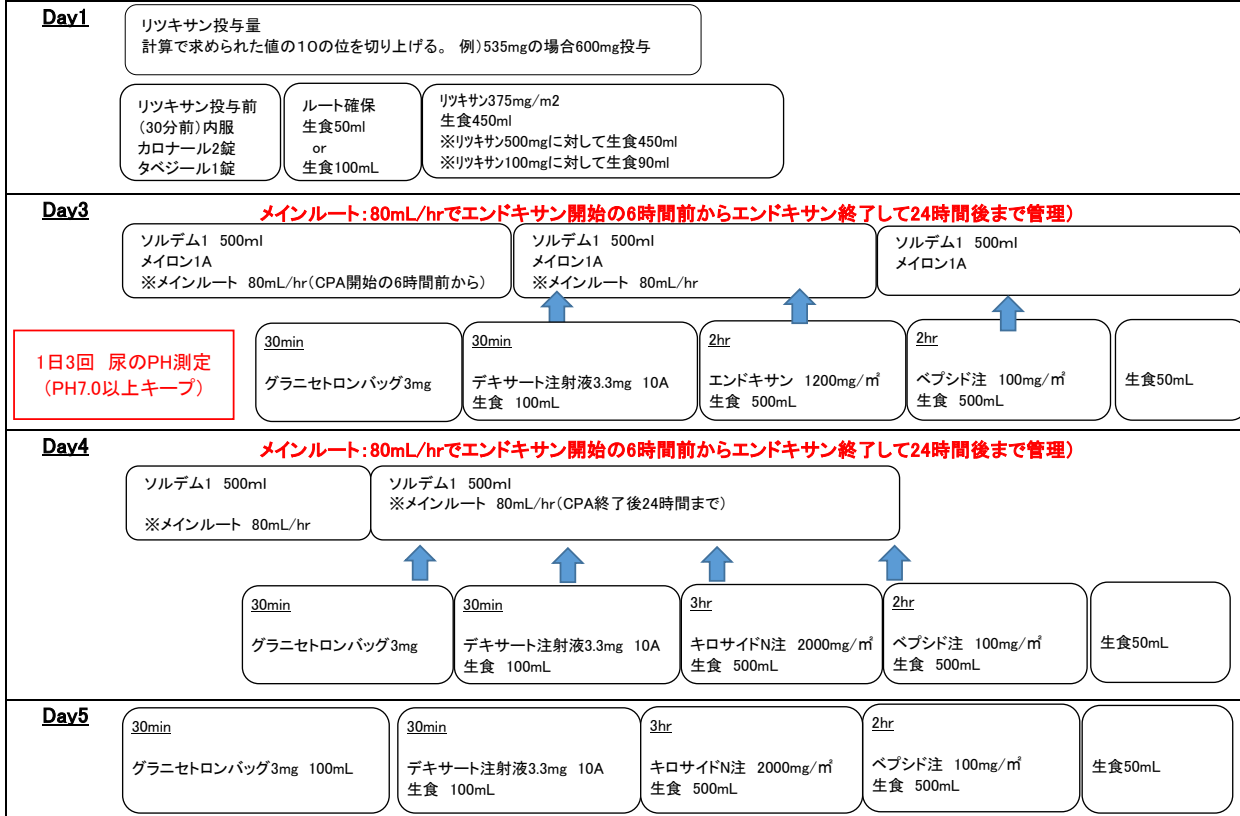 Day1
リツキサン投与量
計算で求められた値の10の位を切り上げる。 例)535mgの場合600mg投与
リツキサン投与前
(30分前)内服
カロナール2錠
タベジール1錠
ルート確保
生食50ml
or
生食100mL
リツキサン375mg/m2
生食450ml
※リツキサン500mgに対して生食450ml
※リツキサン100mgに対して生食90ml
Day3
メインルート:80mL/hrでエンドキサン開始の6時間前からエンドキサン終了して24時間後まで管理)
ソルデム1 500ml
メイロン1A
※メインルート 80mL/hr(CPA開始の6時間前から)
ソルデム1 500ml
メイロン1A
※メインルート 80mL/hr
ソルデム1 500ml
メイロン1A
1日3回 尿のPH測定
(PH7.0以上キープ)
30min
グラニセトロンバッグ3mg
30min
デキサート注射液3.3mg 10A
生食 100mL
2hr
エンドキサン 1200mg/㎡
生食 500mL
2hr
ベプシド注 100mg/㎡
生食 500mL
生食50mL
Day4
メインルート:80mL/hrでエンドキサン開始の6時間前からエンドキサン終了して24時間後まで管理)
ソルデム1 500ml
※メインルート 80mL/hr
ソルデム1 500ml
※メインルート 80mL/hr(CPA終了後24時間まで)
30min
グラニセトロンバッグ3mg
30min
デキサート注射液3.3mg 10A
生食 100mL
3hr
キロサイドN注 2000mg/㎡
生食 500mL
2hr
ベプシド注 100mg/㎡
生食 500mL
生食50mL
Day5
30min
グラニセトロンバッグ3mg 100mL
30min
デキサート注射液3.3mg 10A
生食 100mL
3hr
キロサイドN注 2000mg/㎡
生食 500mL
2hr
ベプシド注 100mg/㎡
生食 500mL
生食50mL